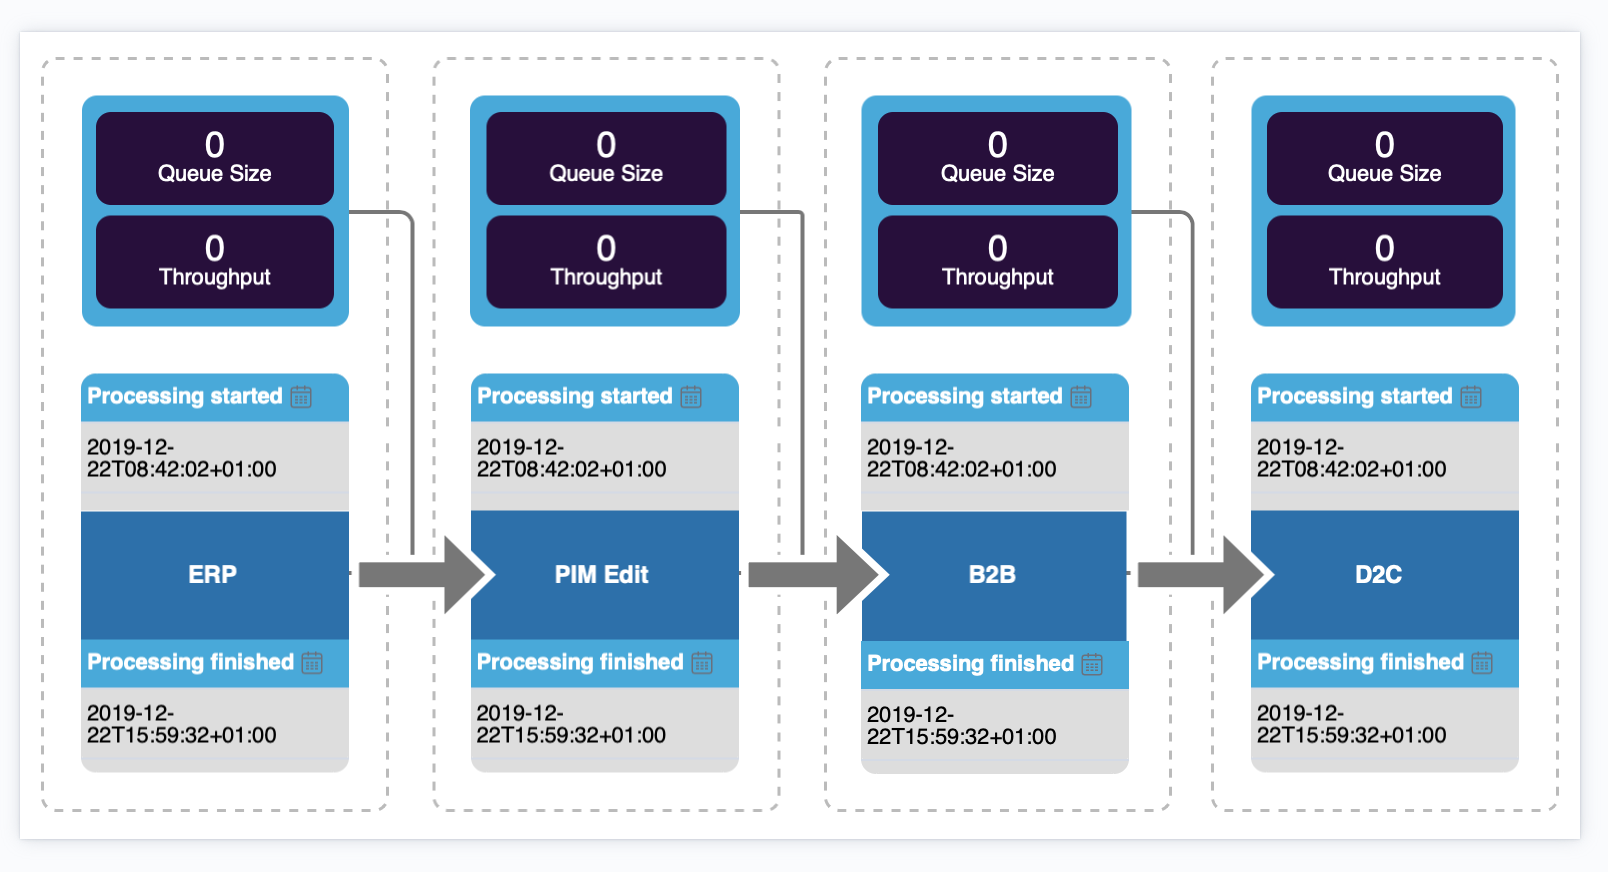 0
Queue Size
0
Throughput
Processing started
2019-12-
22T08:42:02+01:00
ERP
Processing finished
2019-12-
22T15:59:32+01:00
0
Queue Size
0
Throughput
Processing started
2019-12-
22T08:42:02+01:00
PIM Edit
Processing finished
2019-12-
22T15:59:32+01:00
0
Queue Size
0
Throughput
Processing started
2019-12-
22T08:42:02+01:00
B2B
Processing finished
2019-12-
22T15:59:32+01:00
0
Queue Size
0
Throughput
Processing started
2019-12-
22T08:42:02+01:00
D2C
Processing finished
2019-12-
22T15:59:32+01:00